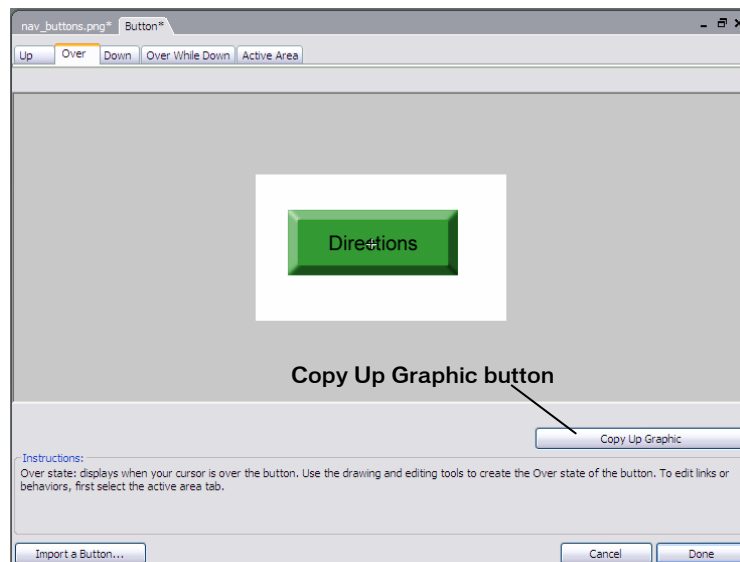 nav_buttons.png* Button*
Up Over Down Over While Down Active Area
Directions
Copy Up Graphic button
Copy Up Graphic
Instructions:
Over state: displays when your cursor is over the button. Use the drawing and editing tools to create the Over state of the button. To edit links or
behaviors, first select the active area tab.
Import a Button... Cancel Done